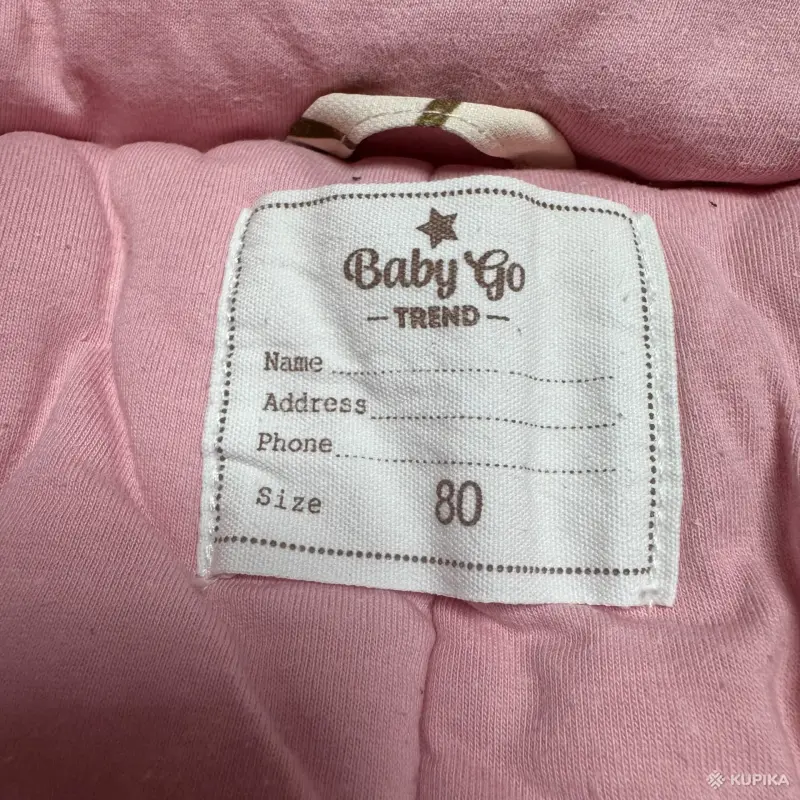 Baby Go
TREND
Name
Address
Phone
Size 80
KUPIKA